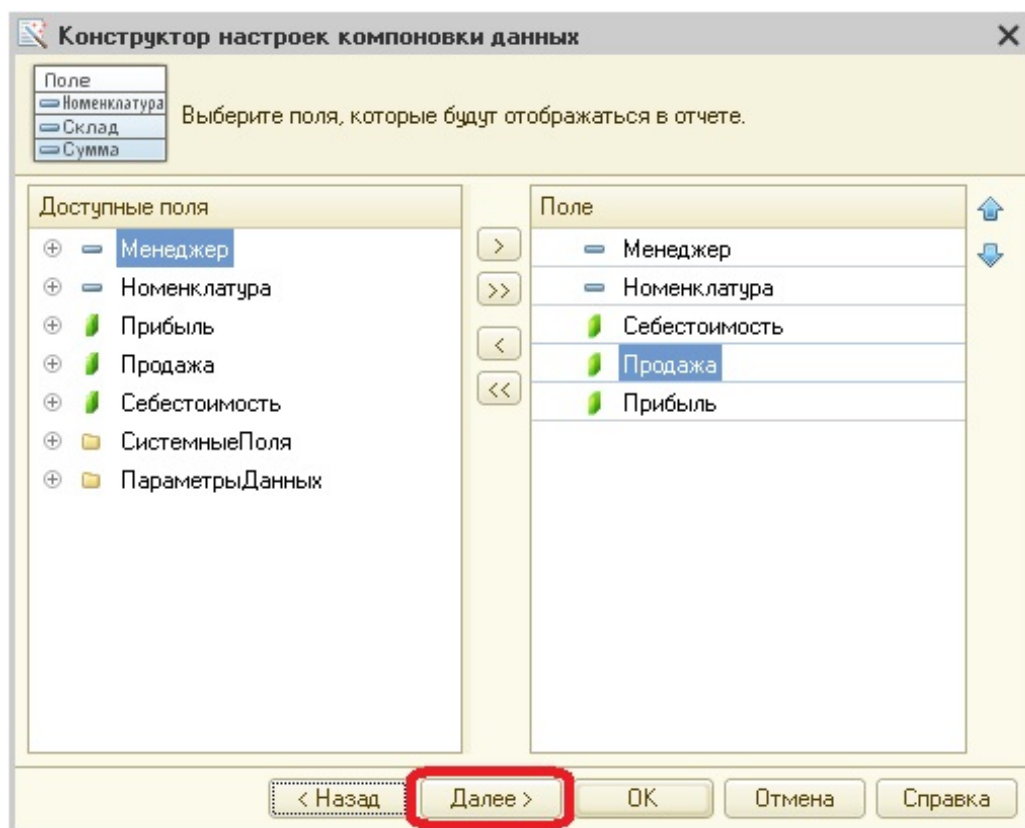 Конструктор настроек компоновки данных
Поле
Номенклатура
Склад
Сумма
Выберите поля, которые будут отображаться в отчете.
Доступные поля
Менеджер
Номенклатура
Прибыль
Продажа
Себестоимость
СистемныеПоля
ПараметрыДанных
>
>>
<
<<
Поле
Менеджер
Номенклатура
Себестоимость
Продажа
Прибыль
< Назад Далее > OK Отмена Справка